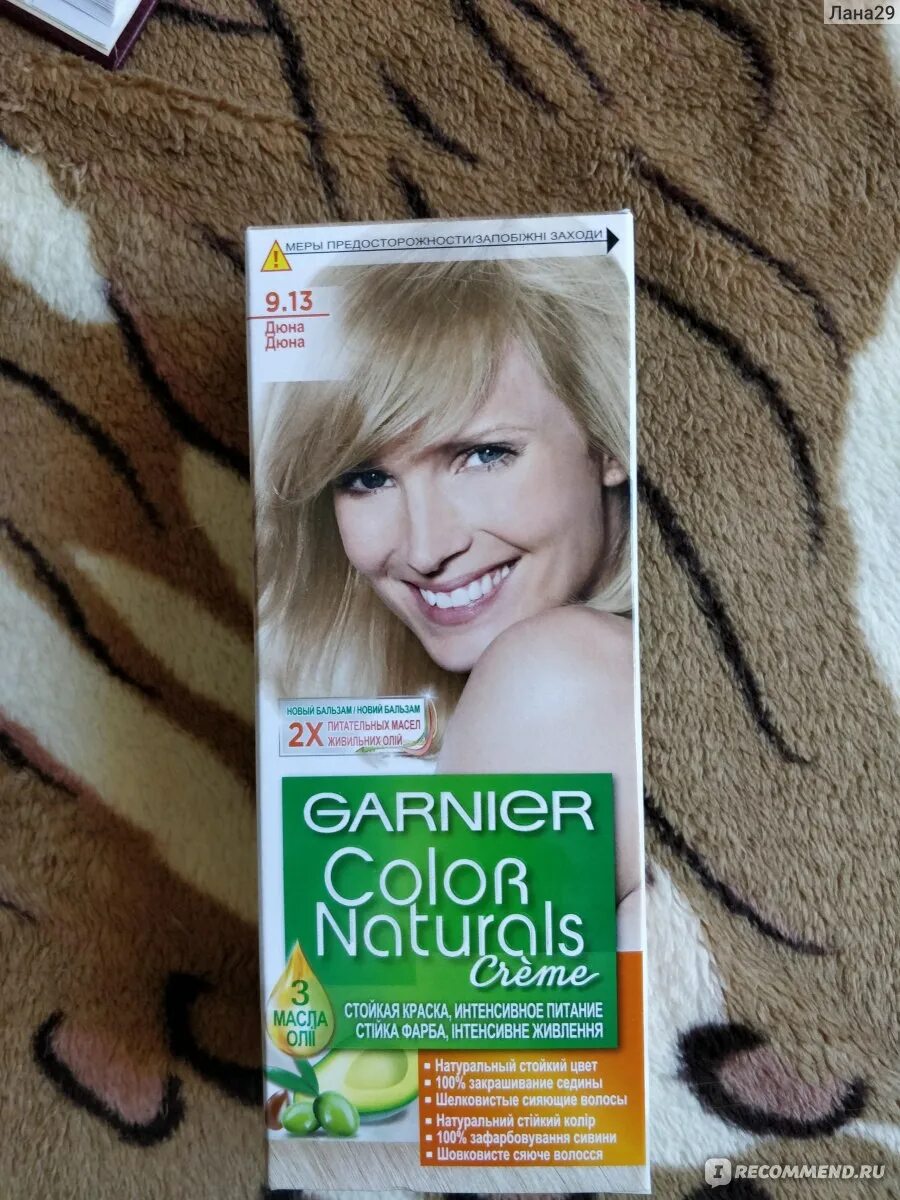 Лана29
МЕРЫ ПРЕДОСТОРОЖНОСТИ/ЗАПОБІЖНІ ЗАХОДИ
9.13
Дюна
Дюна
НОВЫЙ БАЛЬЗАМ / НОВИЙ БАЛЬЗАМ
2X ПИТАТЕЛЬНЫХ МАСЕЛ
ЖИВИЛЬНИХ ОЛІЙ
GARNIER
Color
Naturals
Crème
3
МАСЛА
ОЛІЇ
СТОЙКАЯ КРАСКА, ИНТЕНСИВНОЕ ПИТАНИЕ
СТІЙКА ФАРБА, ІНТЕНСИВНЕ ЖИВЛЕННЯ
▪ Натуральный стойкий цвет
▪ 100% закрашивание седины
▪ Шелковистые сияющие волосы
▪ Натуральний стійкий колір
▪ 100% зафарбовування сивини
▪ Шовковисте сяюче волосся
I RECOMMEND.RU